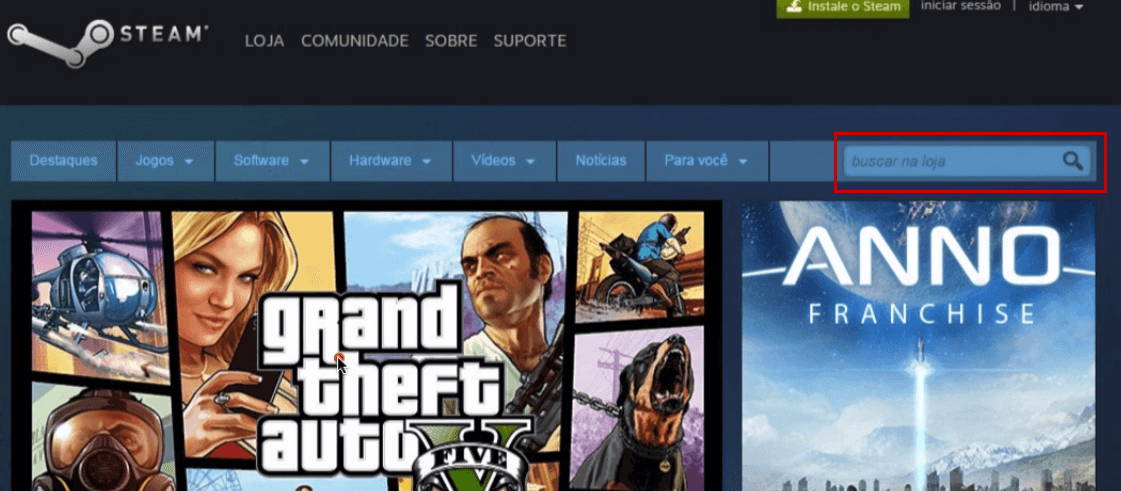 Instale o Steam iniciar sessão | idioma
STEAM
LOJA COMUNIDADE SOBRE SUPORTE
Destaques Jogos Software Hardware Vídeos Notícias Para você buscar na loja
grand
theft
auto
FIVE
V
ANNO
FRANCHISE